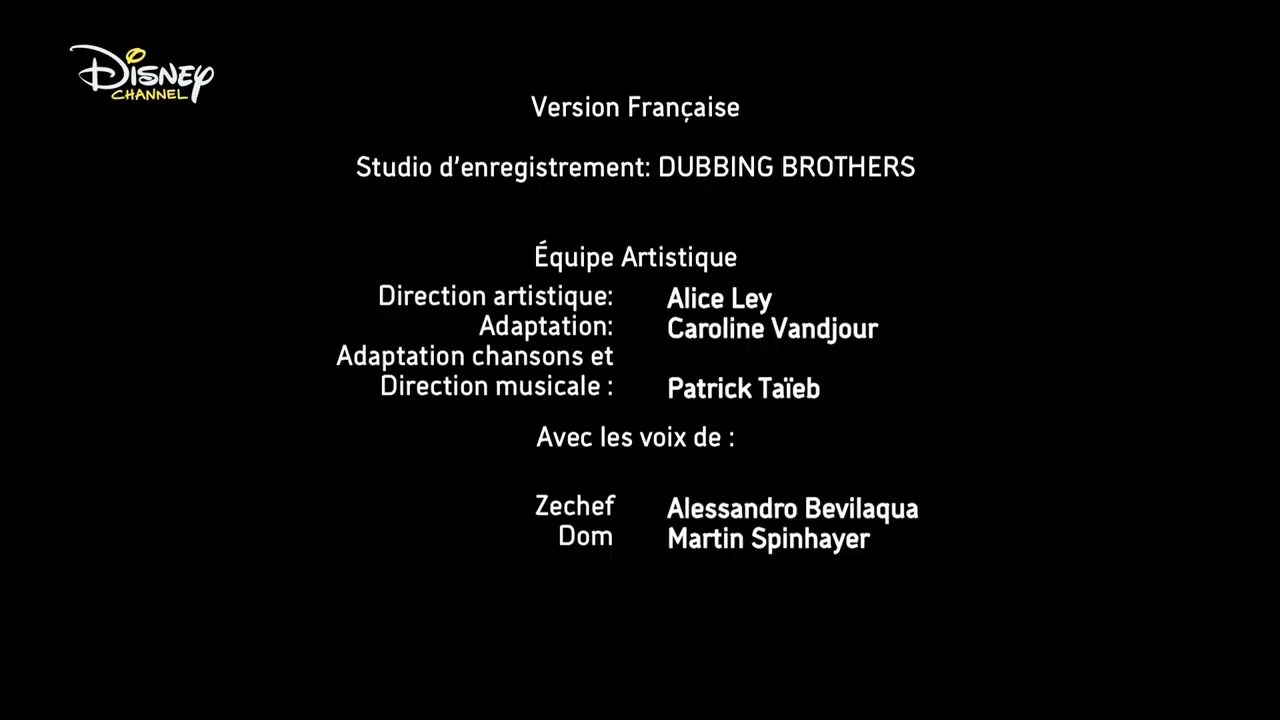 Disney
CHANNEL
Version Française
Studio d’enregistrement: DUBBING BROTHERS
Équipe Artistique
Direction artistique: Alice Ley
Adaptation: Caroline Vandjour
Adaptation chansons et
Direction musicale : Patrick Taïeb
Avec les voix de :
Zechef Alessandro Bevilaqua
Dom Martin Spinhayer